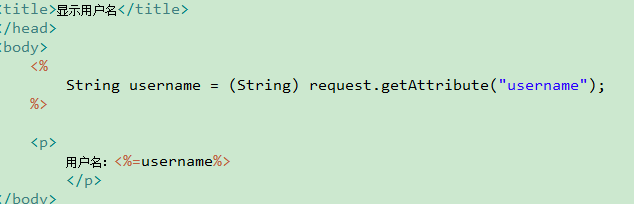 <title>显示用户名</title>
</head>
<body>
<%
String username = (String) request.getAttribute("username");
%>
<p>
用户名：<%=username%>
</p>
</body>